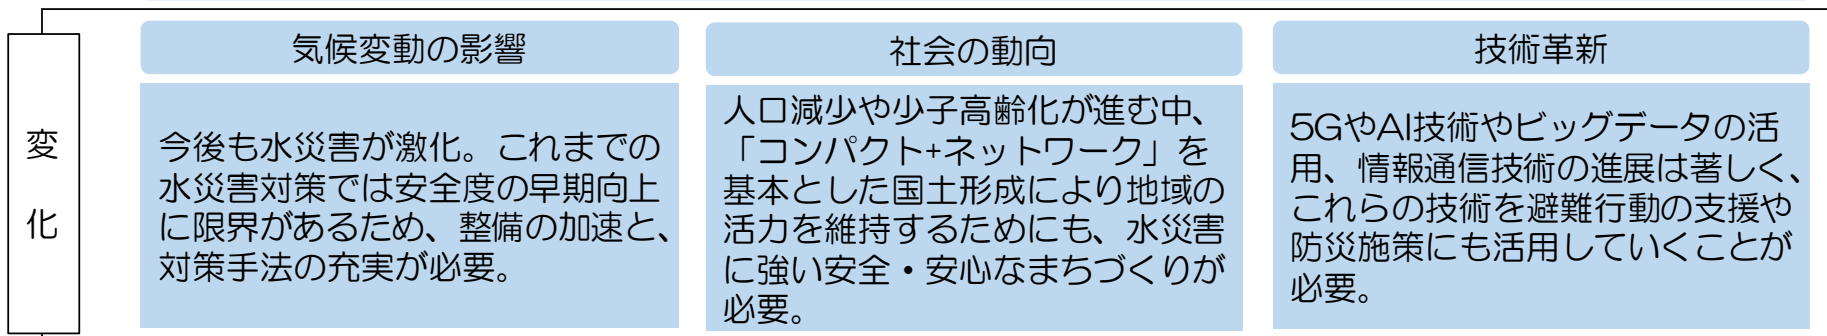 変
化
気候変動の影響
今後も水災害が激化。これまでの
水災害対策では安全度の早期向上
に限界があるため、整備の加速と、
対策手法の充実が必要。
社会の動向
人口減少や少子高齢化が進む中、
「コンパクト+ネットワーク」を
基本とした国土形成により地域の
活力を維持するためにも、水災害
に強い安全・安心なまちづくりが
必要。
技術革新
5GやAI技術やビッグデータの活
用、情報通信技術の進展は著しく、
これらの技術を避難行動の支援や
防災施策にも活用していくことが
必要。